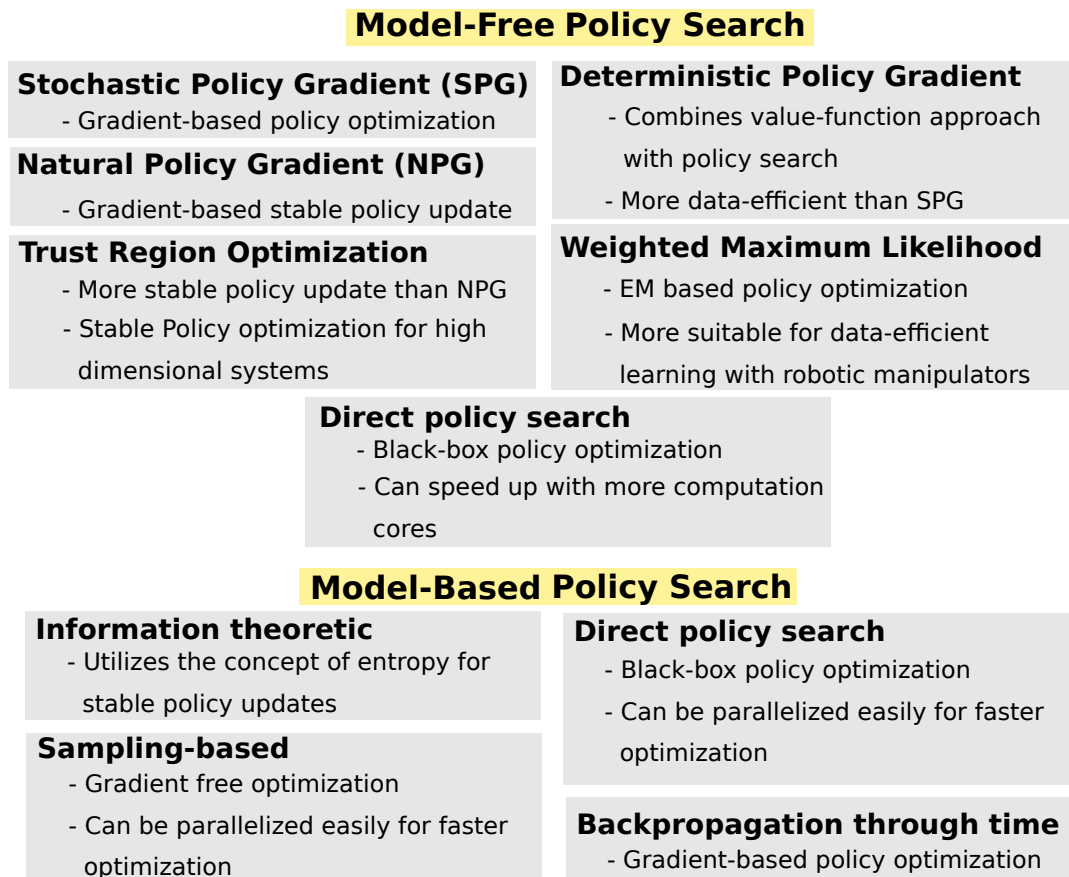 Model-Free Policy Search
Stochastic Policy Gradient (SPG)
- Gradient-based policy optimization
Natural Policy Gradient (NPG)
- Gradient-based stable policy update
Trust Region Optimization
- More stable policy update than NPG
- Stable Policy optimization for high
dimensional systems
Deterministic Policy Gradient
- Combines value-function approach
with policy search
- More data-efficient than SPG
Weighted Maximum Likelihood
- EM based policy optimization
- More suitable for data-efficient
learning with robotic manipulators
Direct policy search
- Black-box policy optimization
- Can speed up with more computation
cores
Model-Based Policy Search
Information theoretic
- Utilizes the concept of entropy for
stable policy updates
Sampling-based
- Gradient free optimization
- Can be parallelized easily for faster
optimization
Direct policy search
- Black-box policy optimization
- Can be parallelized easily for faster
optimization
Backpropagation through time
- Gradient-based policy optimization